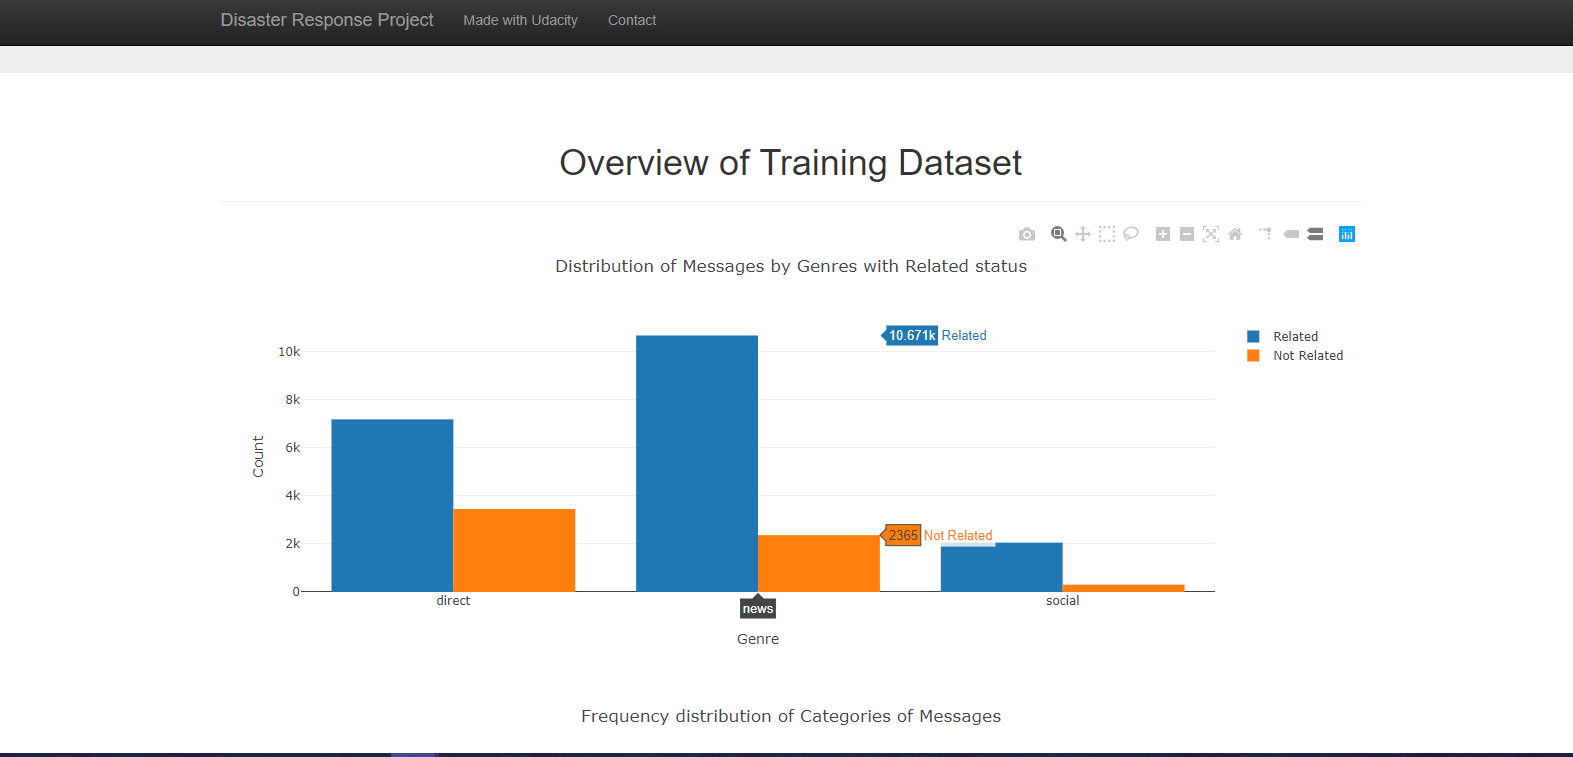 Disaster Response Project Made with Udacity Contact
Overview of Training Dataset
Distribution of Messages by Genres with Related status
10.671k Related
Related
Not Related
10k
8k
6k
4k
2k
0
Count
2365 Not Related
direct
news
social
Genre
Frequency distribution of Categories of Messages